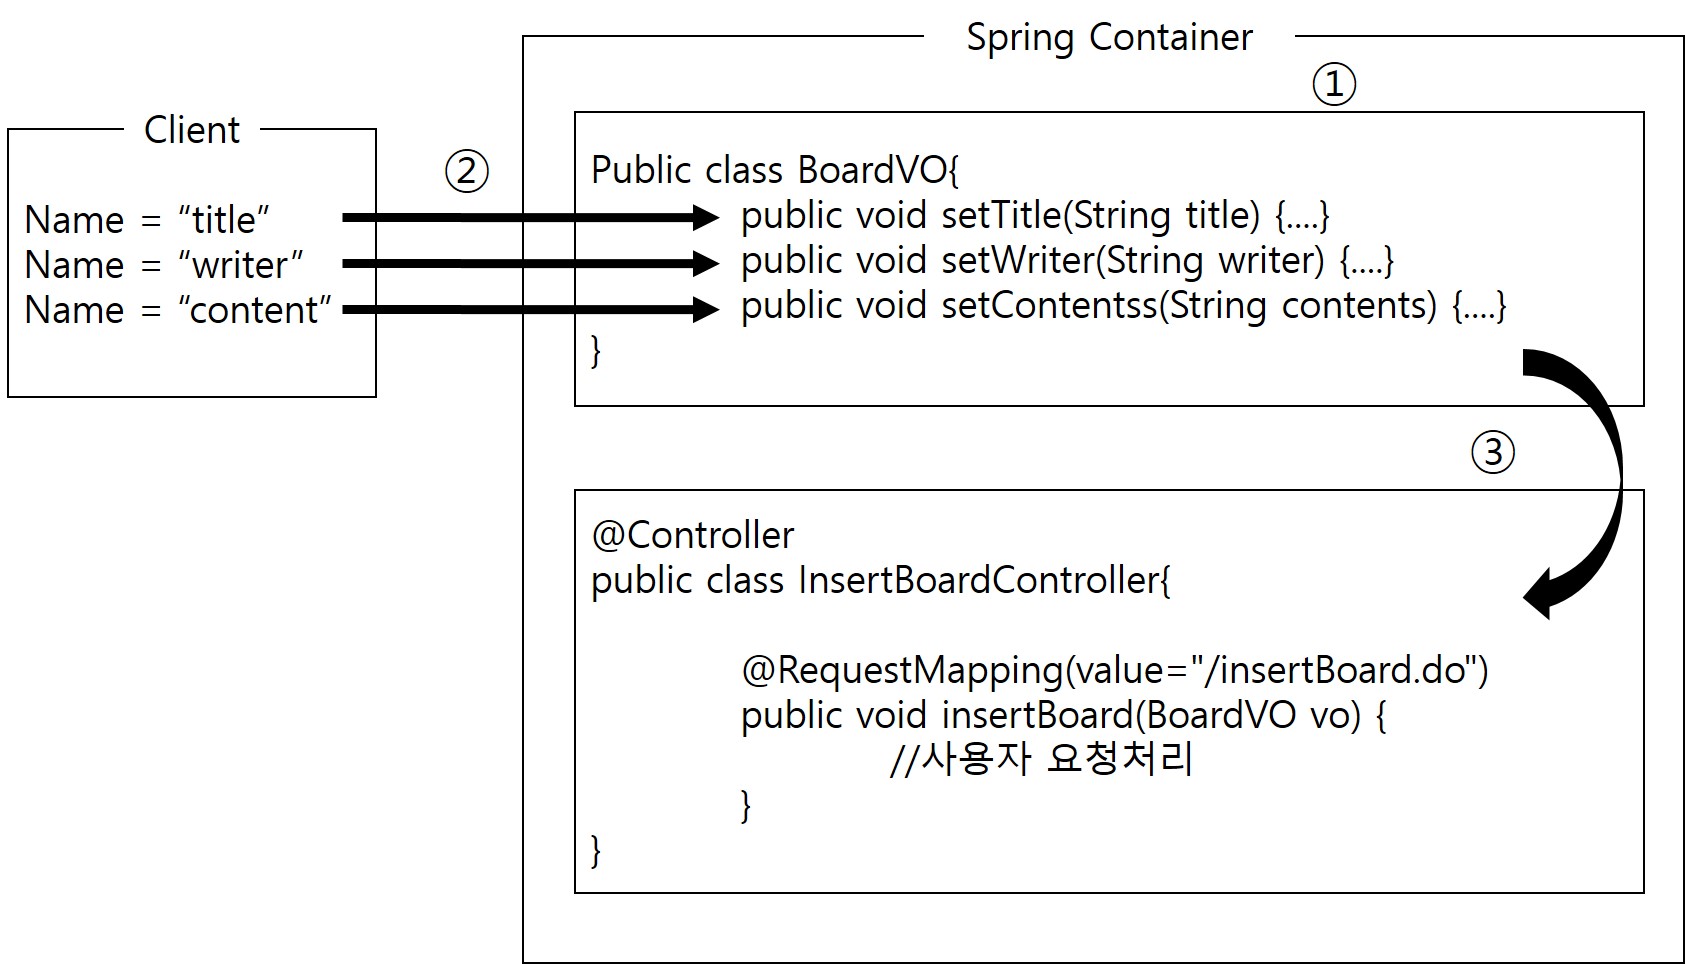 Spring Container
①
Client
②
Name = “title”
Name = “writer”
Name = “content”
Public class BoardVO{
public void setTitle(String title) {....}
public void setWriter(String writer) {....}
public void setContentss(String contents) {....}
}
③
@Controller
public class InsertBoardController{
@RequestMapping(value="/insertBoard.do")
public void insertBoard(BoardVO vo) {
//사용자 요청처리
}
}